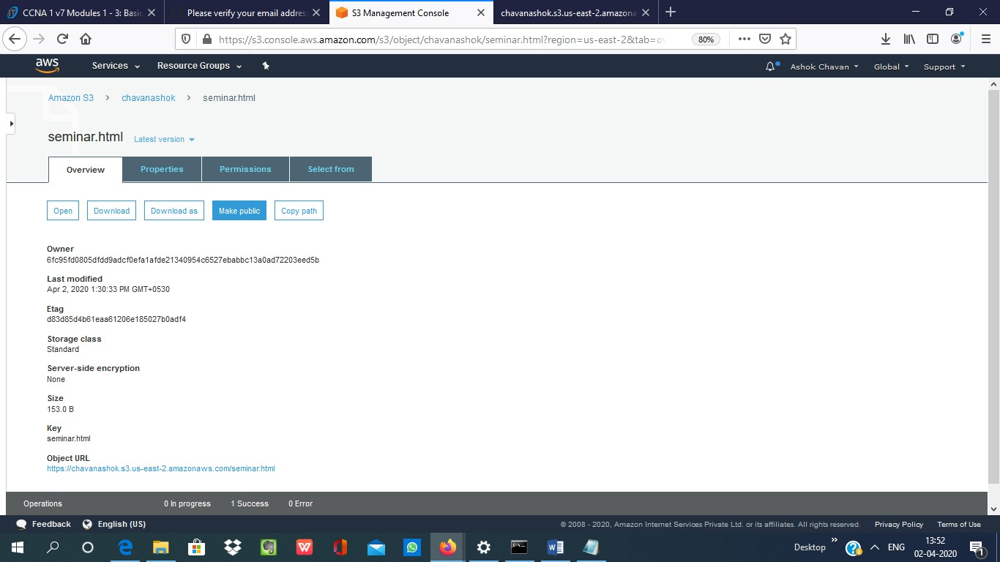 CCNA 1 v7 Modules 1 - 3: Basic
Please verify your email addres
S3 Management Console
chavanashok.s3.us-east-2.amazona
https://s3.console.aws.amazon.com/s3/object/chavanashok/seminar.html?region=us-east-2&tab=ov
80%
aws
Services
Resource Groups
Ashok Chavan
Global
Support
Amazon S3 > chavanashok > seminar.html
seminar.html
Latest version
Overview
Properties
Permissions
Select from
Open
Download
Download as
Make public
Copy path
Owner
6fc95fd0805dfdd9adcf0efa1afde21340954c6527ebabbc13a0ad72203eed5b
Last modified
Apr 2, 2020 1:30:33 PM GMT+0530
Etag
d83d85d4b61eaa61206e185027b0adf4
Storage class
Standard
Server-side encryption
None
Size
153.0 B
Key
seminar.html
Object URL
https://chavanashok.s3.us-east-2.amazonaws.com/seminar.html
Operations
0 In progress
1 Success
0 Error
Feedback
English (US)
© 2008 - 2020, Amazon Internet Services Private Ltd. or its affiliates. All rights reserved.
Privacy Policy
Terms of Use
Desktop
ENG
13:52
02-04-2020
1